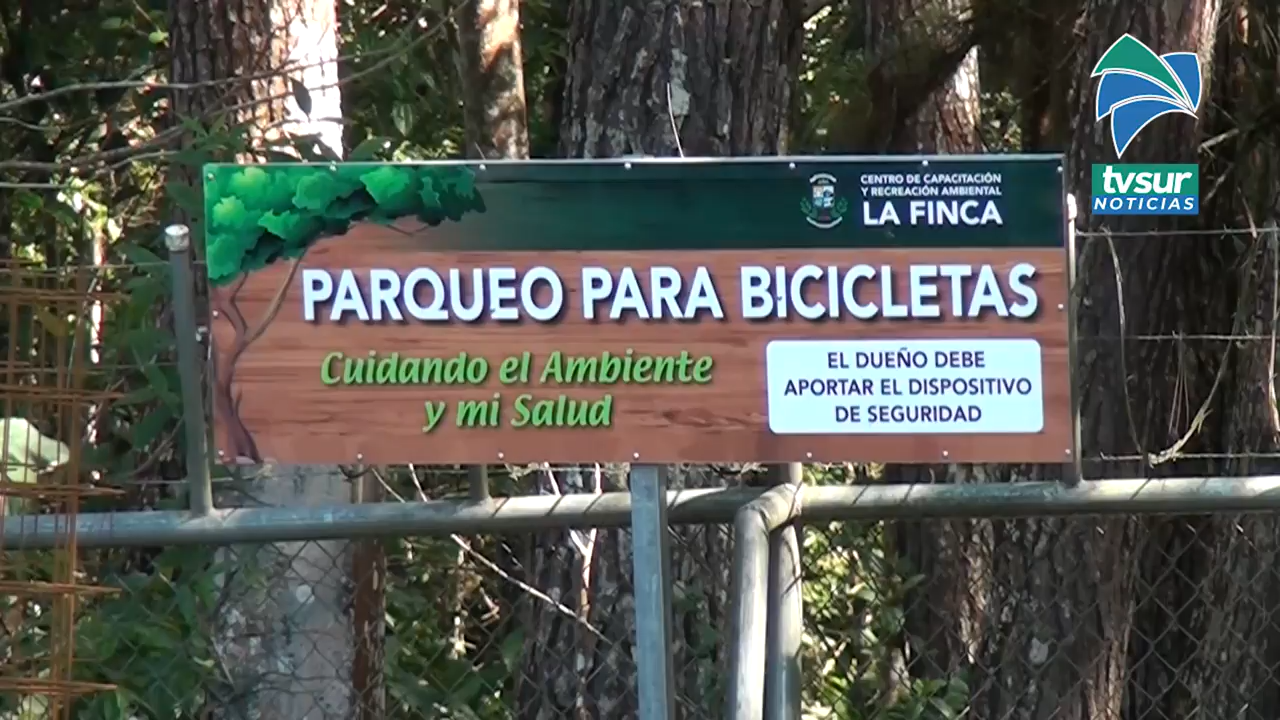 tvsur
NOTICIAS
CENTRO DE CAPACITACIÓN
Y RECREACIÓN AMBIENTAL
LA FINCA
PARQUEO PARA BICICLETAS
Cuidando el Ambiente
y mi Salud
EL DUEÑO DEBE
APORTAR EL DISPOSITIVO
DE SEGURIDAD